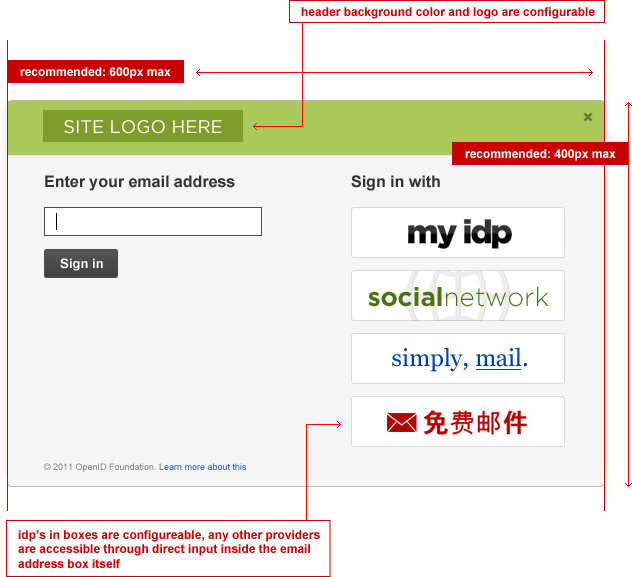 header background color and logo are configurable
recommended: 600px max
SITE LOGO HERE
×
recommended: 400px max
Enter your email address
Sign in
Sign in with
my idp
socialnetwork
simply, mail.
免费邮件
© 2011 OpenID Foundation. Learn more about this
idp's in boxes are configureable, any other providers
are accessible through direct input inside the email
address box itself